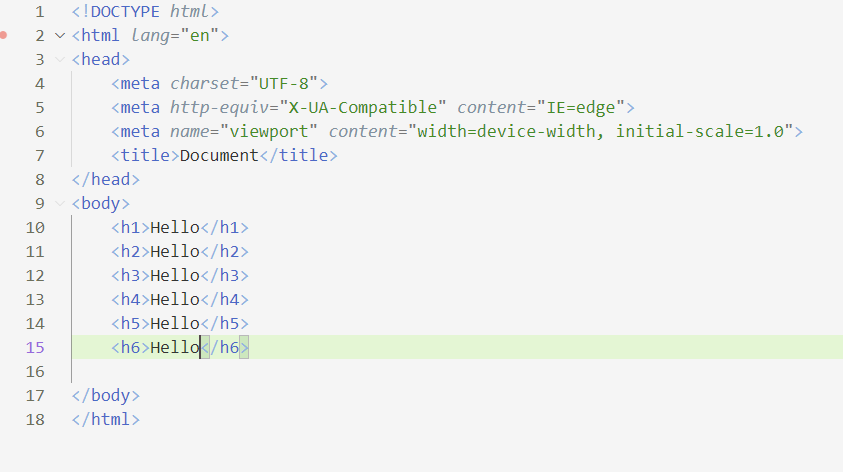 1 <!DOCTYPE html>
2 <html lang="en">
3 <head>
4     <meta charset="UTF-8">
5     <meta http-equiv="X-UA-Compatible" content="IE=edge">
6     <meta name="viewport" content="width=device-width, initial-scale=1.0">
7     <title>Document</title>
8 </head>
9 <body>
10     <h1>Hello</h1>
11     <h2>Hello</h2>
12     <h3>Hello</h3>
13     <h4>Hello</h4>
14     <h5>Hello</h5>
15     <h6>Hello</h6>
16
17 </body>
18 </html>